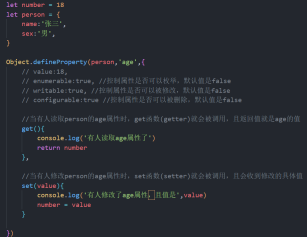 let number = 18
let person = {
name:'张三',
sex:'男',
}
Object.defineProperty(person,'age',{
// value:18,
// enumerable:true, //控制属性是否可以枚举，默认值是false
// writable:true, //控制属性是否可以被修改，默认值是false
// configurable:true //控制属性是否可以被删除，默认值是false
//当有人读取person的age属性时，get函数(getter)就会被调用，且返回值就是age的值
get(){
console.log('有人读取age属性了')
return number
},
//当有人修改person的age属性时，set函数(setter)就会被调用，且会收到修改的具体值
set(value){
console.log('有人修改了age属性，且值是',value)
number = value
}
})